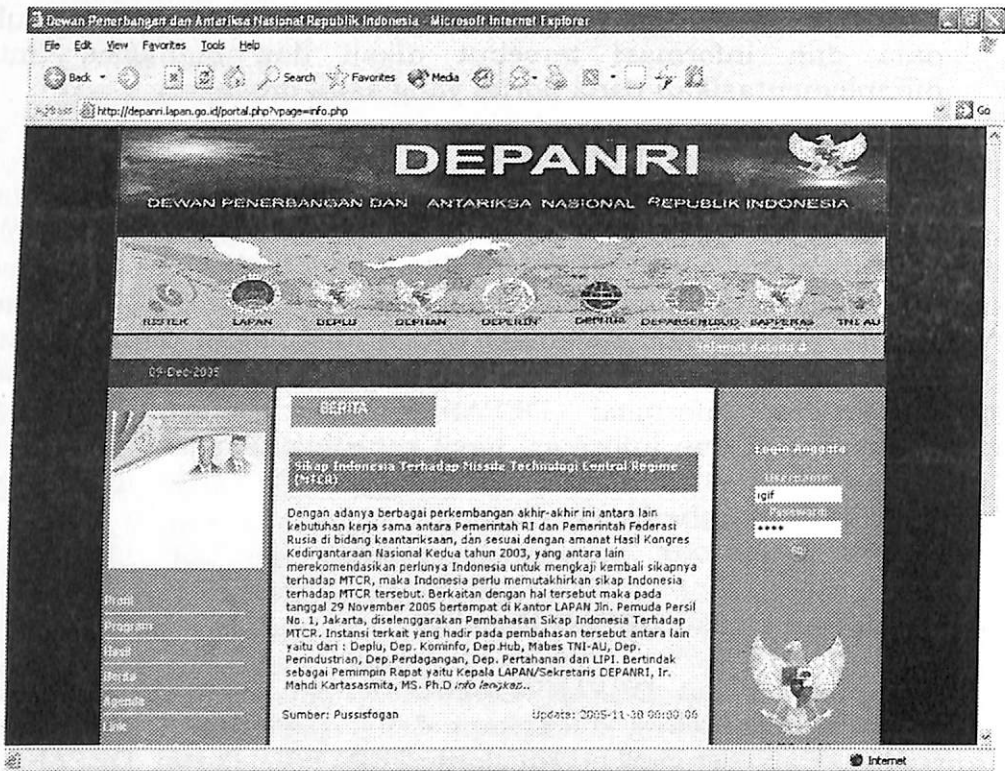 Dewan Penerbangan dan Antariksa Nasional Republik Indonesia - Microsoft Internet Explorer
File Edit View Favorites Tools Help
Back Search Favorites Media
http://depanri.lapan.go.id/portal.php?vpage=info.php Go
DEPANRI
DEWAN PENERBANGAN DAN ANTARIKSA NASIONAL REPUBLIK INDONESIA
RISTEK LAPAN DEPLU DEPHAN DEPERIN DEPHUB DEPARSENIBUD BAPPENAS TNI AU
Selamat datang d
09-Dec-2005
BERITA
Sikap Indonesia Terhadap Missile Technologi Control Regime
(MTCR)
Dengan adanya berbagai perkembangan akhir-akhir ini antara lain
kebutuhan kerja sama antara Pemerintah RI dan Pemerintah Federasi
Rusia di bidang keantariksaan, dan sesuai dengan amanat Hasil Kongres
Kedirgantaraan Nasional Kedua tahun 2003, yang antara lain
merekomendasikan perlunya Indonesia untuk mengkaji kembali sikapnya
terhadap MTCR, maka Indonesia perlu memutakhirkan sikap Indonesia
terhadap MTCR tersebut. Berkaitan dengan hal tersebut maka pada
tanggal 29 November 2005 bertempat di Kantor LAPAN Jln. Pemuda Persil
No. 1, Jakarta, diselenggarakan Pembahasan Sikap Indonesia Terhadap
MTCR. Instansi terkait yang hadir pada pembahasan tersebut antara lain
yaitu dari : Deplu, Dep. Kominfo, Dep.Hub, Mabes TNI-AU, Dep.
Perindustrian, Dep.Perdagangan, Dep. Pertahanan dan LIPI. Bertindak
sebagai Pemimpin Rapat yaitu Kepala LAPAN/Sekretaris DEPANRI, Ir.
Mahdi Kartasasmita, MS. Ph.D info lengkap..
Sumber: Pussisfogan Update: 2005-11-30 00:00:00
Profil
Program
Hasil
Berita
Agenda
Link
Login Anggota
Username
igif
Password
****
GO
Internet